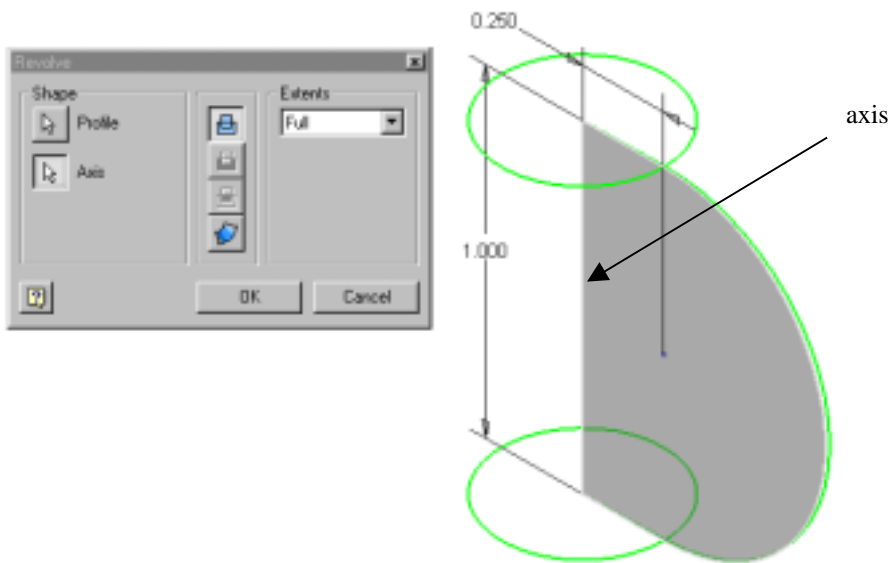 Revolve
Shape
Profile
Axis
Extents
Full
OK
Cancel
0.250
1.000
axis